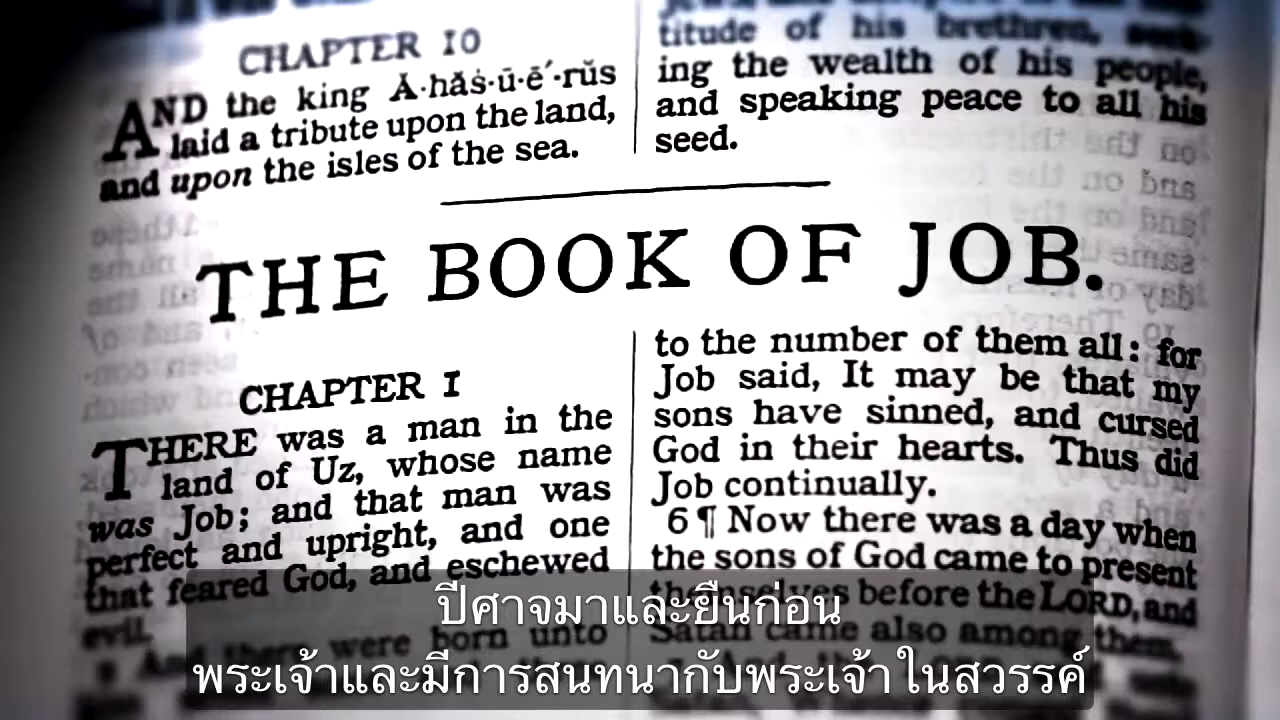 CHAPTER 10
AND the king Ā·hăṡ·ū·ē′·rŭs
laid a tribute upon the land,
and upon the isles of the sea.
titude of his brethren,
ing the wealth of his people,
and speaking peace to all his
seed.
THE BOOK OF JOB.
CHAPTER 1
THERE was a man in the
land of Uz, whose name
was Job; and that man was
perfect and upright, and one
that feared God, and eschewed
evil.
And there were born unto
to the number of them all: for
Job said, It may be that my
sons have sinned, and cursed
God in their hearts. Thus did
Job continually.
6 ¶ Now there was a day when
the sons of God came to present
themselves before the LORD, and
Satan came also among them.
ปีศาจมาและยืนก่อน
พระเจ้าและมีการสนทนากับพระเจ้าในสวรรค์